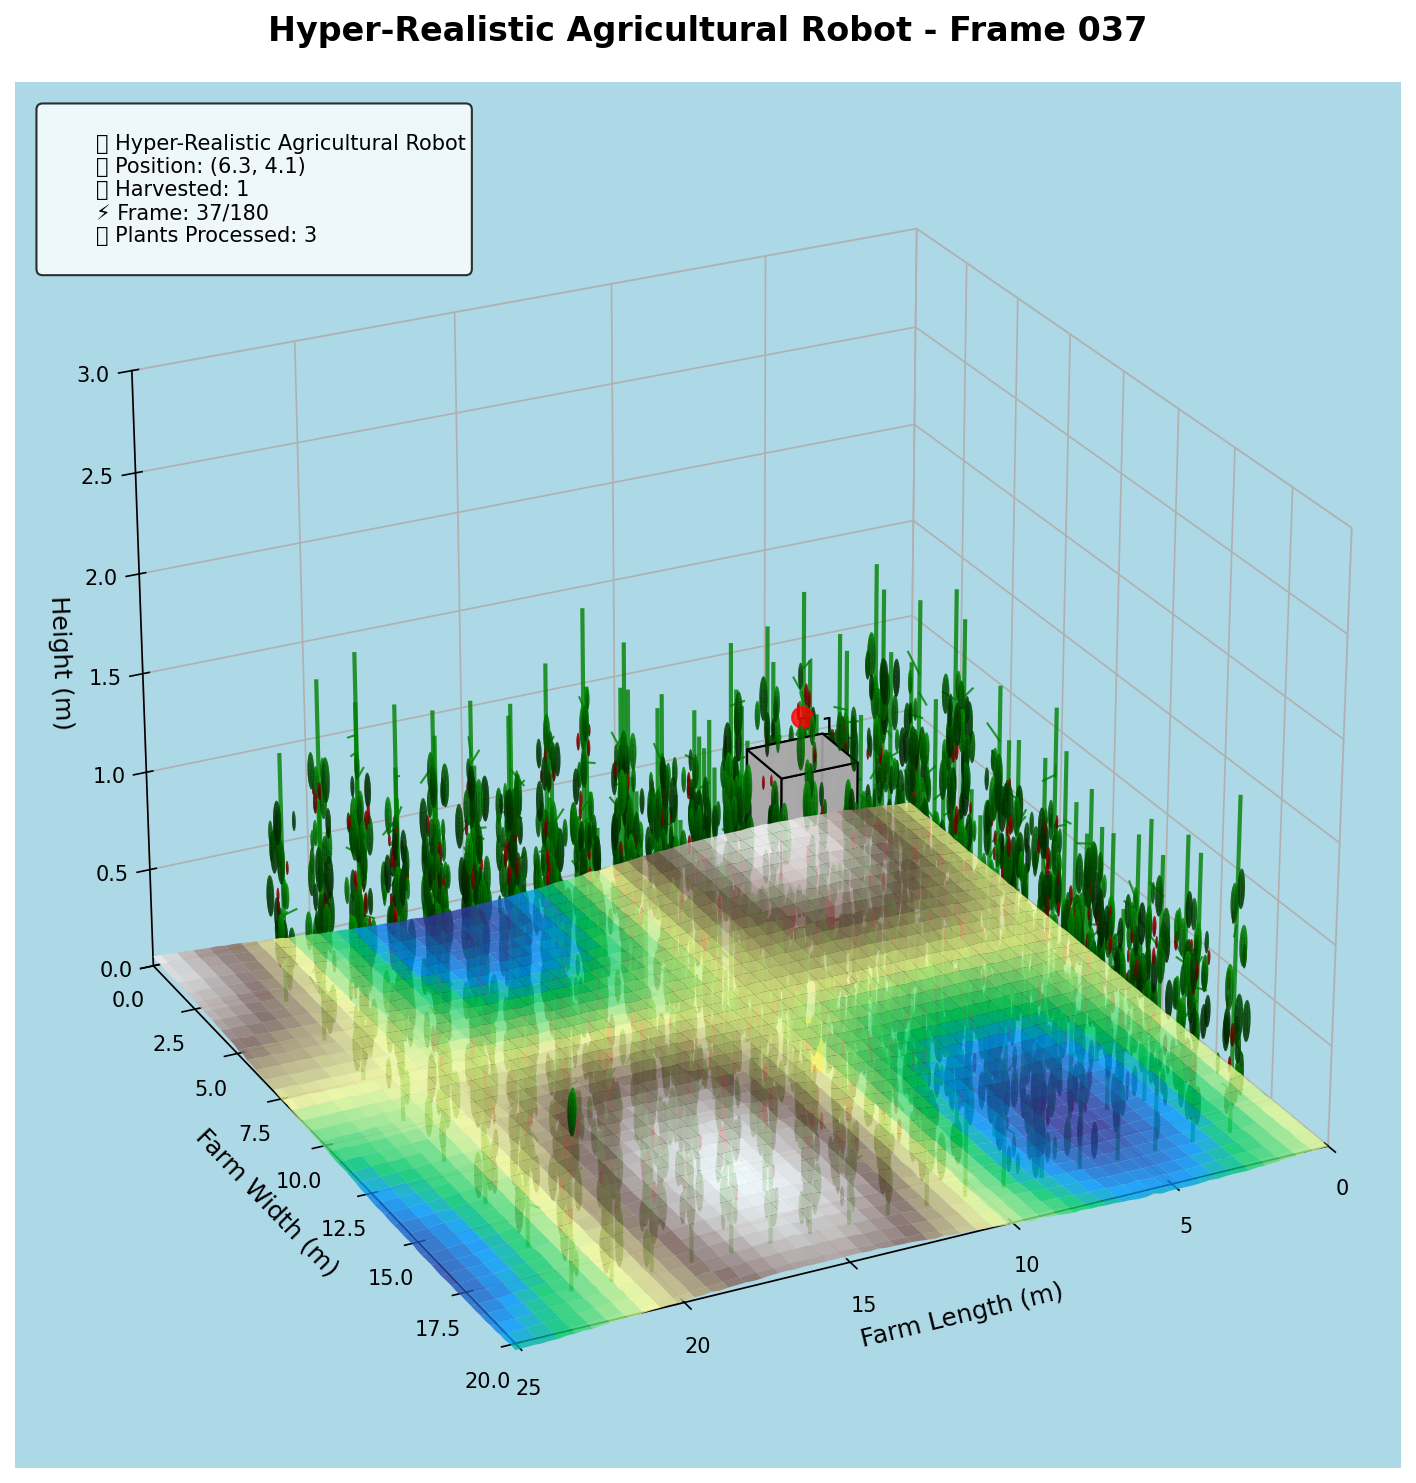 Hyper-Realistic Agricultural Robot - Frame 037
▯ Hyper-Realistic Agricultural Robot
▯ Position: (6.3, 4.1)
▯ Harvested: 1
⚡ Frame: 37/180
▯ Plants Processed: 3
3.0
2.5
2.0
1.5
1.0
0.5
0.0
Height (m)
1
0.0
2.5
5.0
7.5
10.0
12.5
15.0
17.5
20.0
Farm Width (m)
25
20
15
10
5
0
Farm Length (m)